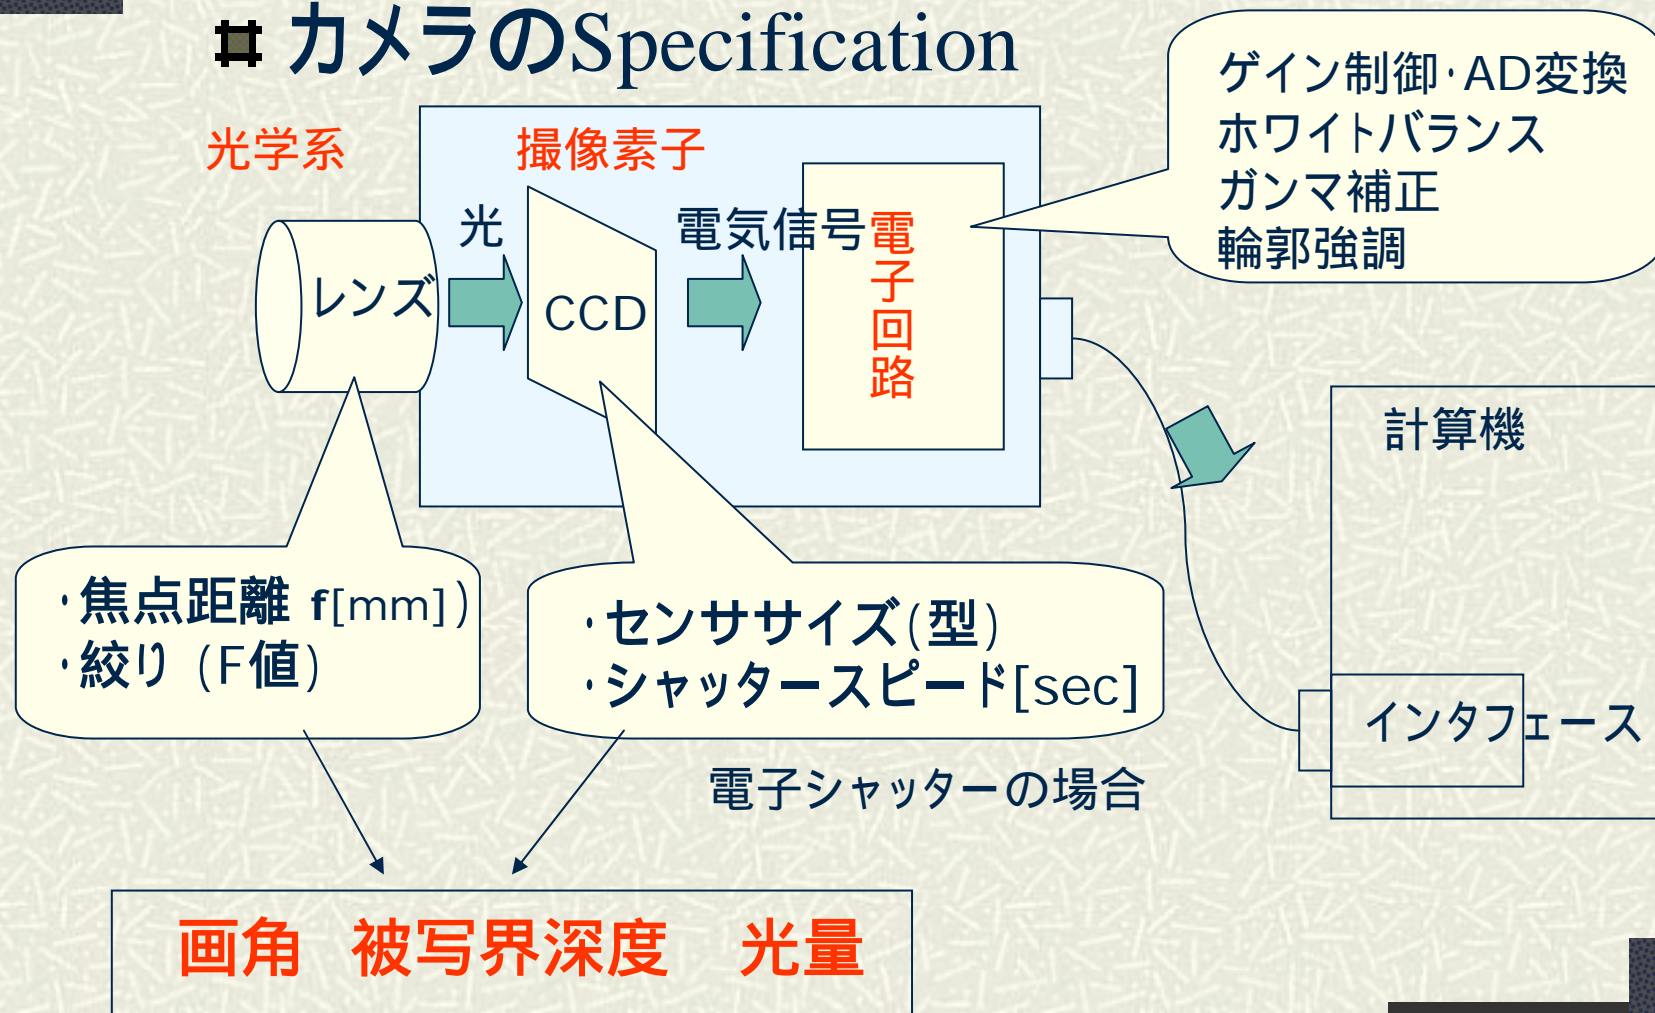 カメラのSpecification
ゲイン制御・AD変換
ホワイトバランス
ガンマ補正
輪郭強調
光学系
撮像素子
光
電気信号
電子回路
レンズ
CCD
計算機
・焦点距離 f[mm])
・絞り (F値)
・センササイズ(型)
・シャッタースピード[sec]
インタフェース
電子シャッターの場合
画角 被写界深度 光量